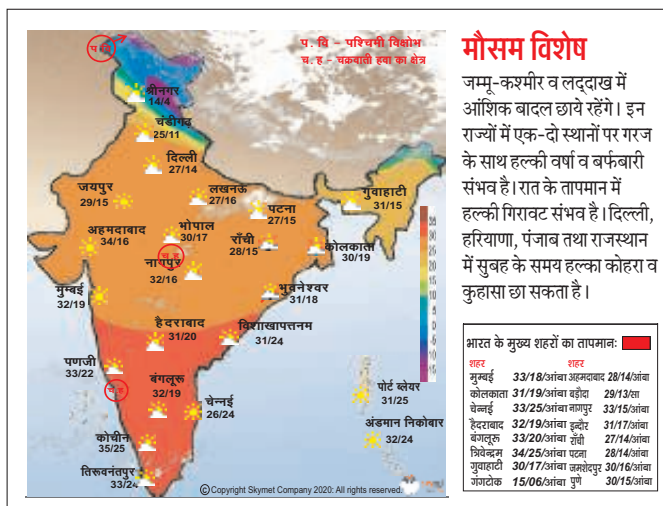 प. वि
प. वि – पश्चिमी विक्षोभ
च. ह – चक्रवाती हवा का क्षेत्र
श्रीनगर
14/4
चंडीगढ़
25/11
दिल्ली
27/14
जयपुर
29/15
लखनऊ
27/16
पटना
27/15
गुवाहाटी
31/15
अहमदाबाद
34/16
भोपाल
30/17
राँची
28/15
कोलकाता
30/19
च. ह
नागपुर
32/16
मुम्बई
32/19
भुवनेश्वर
31/18
हैदराबाद
31/20
विशाखापत्तनम
31/24
पणजी
33/22
च. ह
बंगलूरू
32/19
चेन्नई
26/24
पोर्ट ब्लेयर
31/25
अंडमान निकोबार
32/24
कोचीन
35/25
तिरूवनंतपुर
33/24
©Copyright Skymet Company 2020: All rights reserved.
मौसम विशेष
जम्मू-कश्मीर व लद्दाख में
आंशिक बादल छाये रहेंगे। इन
राज्यों में एक-दो स्थानों पर गरज
के साथ हल्की वर्षा व बर्फबारी
संभव है। रात के तापमान में
हल्की गिरावट संभव है। दिल्ली,
हरियाणा, पंजाब तथा राजस्थान
में सुबह के समय हल्का कोहरा व
कुहासा छा सकता है।
भारत के मुख्य शहरों का तापमान:
शहर शहर
मुम्बई 33/18/आंबा अहमदाबाद 28/14/आंबा
कोलकाता 31/19/आंबा बड़ौदा 29/13/सा
चेन्नई 33/25/आंबा नागपुर 33/15/आंबा
हैदराबाद 32/19/आंबा इन्दौर 31/17/आंबा
बंगलूरू 33/20/आंबा राँची 27/14/आंबा
त्रिवेन्द्रम 34/25/आंबा पटना 28/14/आंबा
गुवाहाटी 30/17/आंबा जमशेदपुर 30/16/आंबा
गंगटोक 15/06/आंबा पुणे 30/15/आंबा